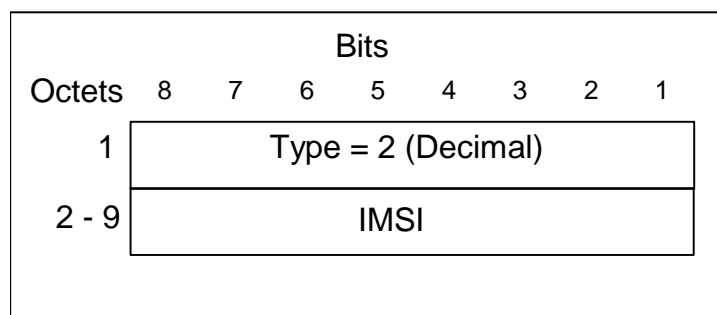 Bits
Octets 8 7 6 5 4 3 2 1
1 Type = 2 (Decimal)
2 - 9 IMSI